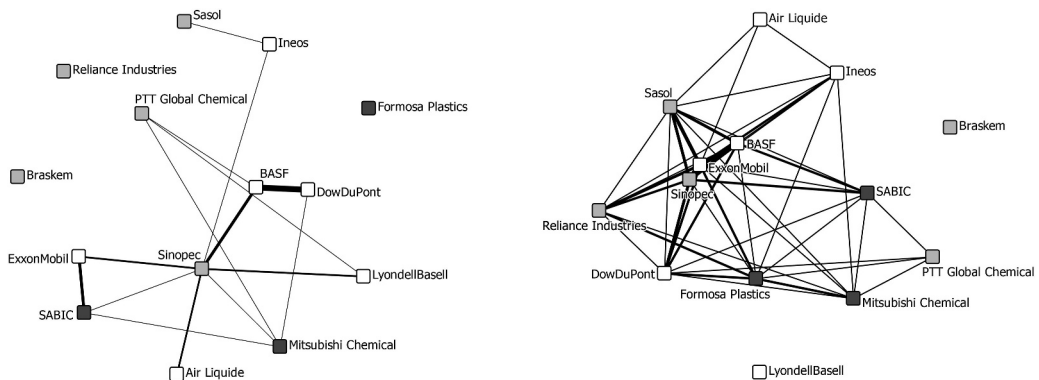 Sasol
Ineos
Reliance Industries
PTT Global Chemical
Formosa Plastics
BASF
Braskem
DowDuPont
Sinopec
ExxonMobil
LyondellBasell
SABIC
Mitsubishi Chemical
Air Liquide
Air Liquide
Ineos
Sasol
Braskem
BASF
ExxonMobil
Sinopec
SABIC
Reliance Industries
PTT Global Chemical
DowDuPont
Formosa Plastics
Mitsubishi Chemical
LyondellBasell